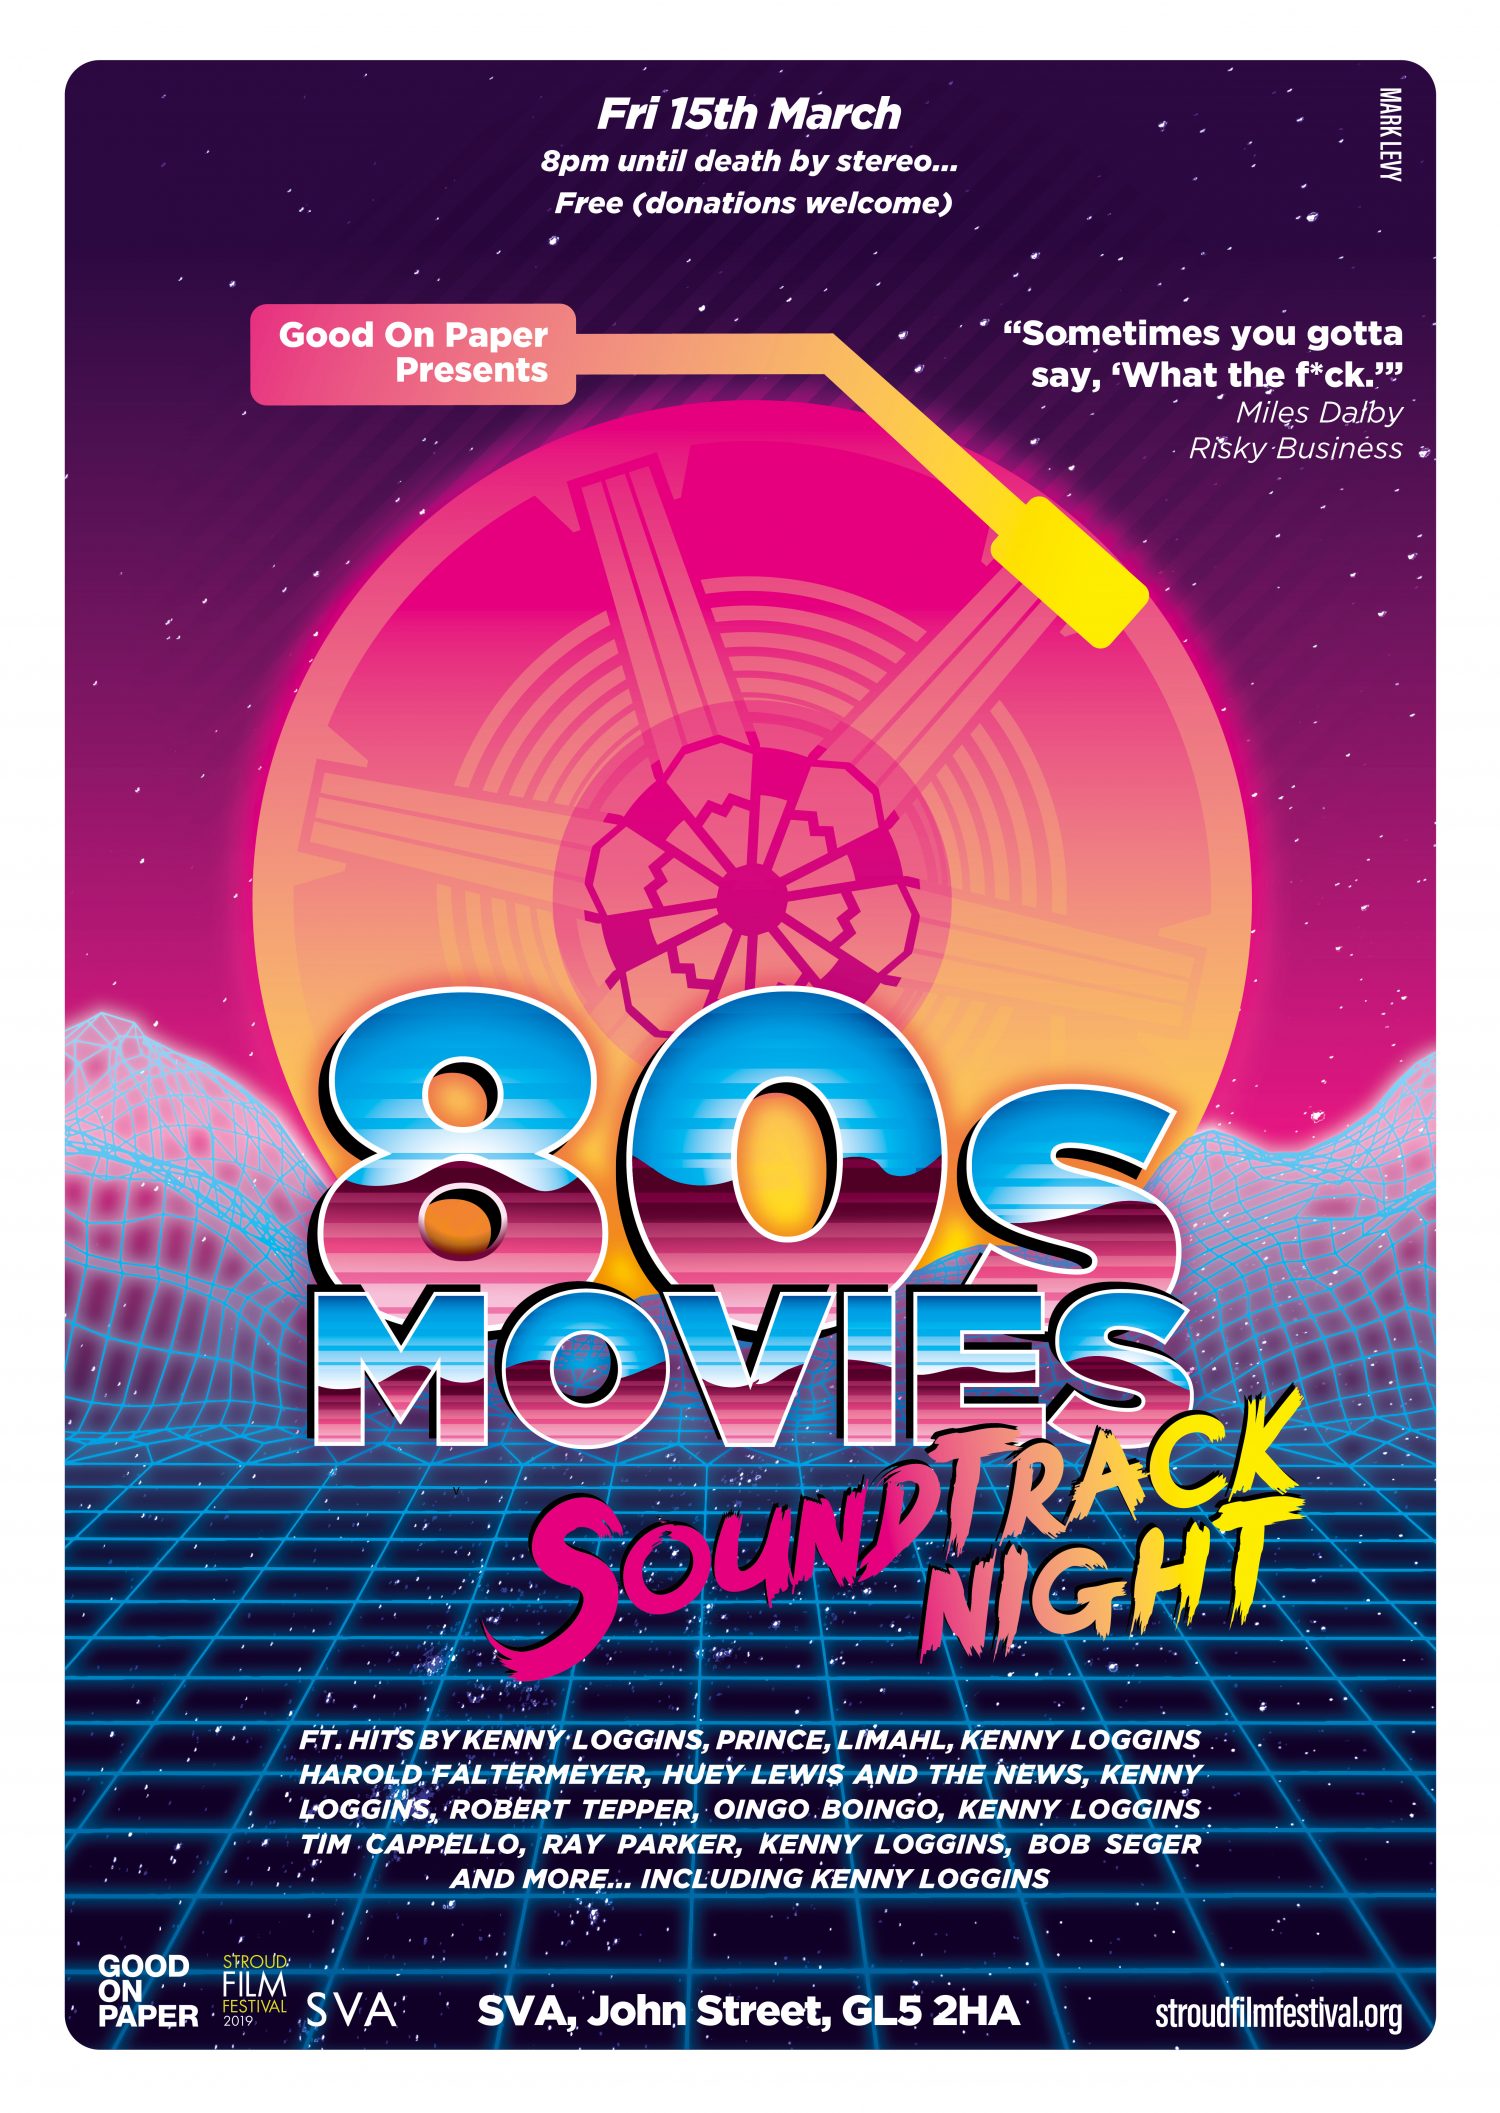 Fri 15th March
8pm until death by stereo...
Free (donations welcome)
MARK LEVY
Good On Paper
Presents
“Sometimes you gotta
say, ‘What the f*ck.’”
Miles Dalby
Risky Business
80s
MOVIES
SOUNDTRACK
NIGHT
FT. HITS BY KENNY LOGGINS, PRINCE, LIMAHL, KENNY LOGGINS
HAROLD FALTERMEYER, HUEY LEWIS AND THE NEWS, KENNY
LOGGINS, ROBERT TEPPER, OINGO BOINGO, KENNY LOGGINS
TIM CAPPELLO, RAY PARKER, KENNY LOGGINS, BOB SEGER
AND MORE... INCLUDING KENNY LOGGINS
GOOD
ON
PAPER
STROUD
FILM
FESTIVAL
2019
SVA
SVA, John Street, GL5 2HA
stroudfilmfestival.org